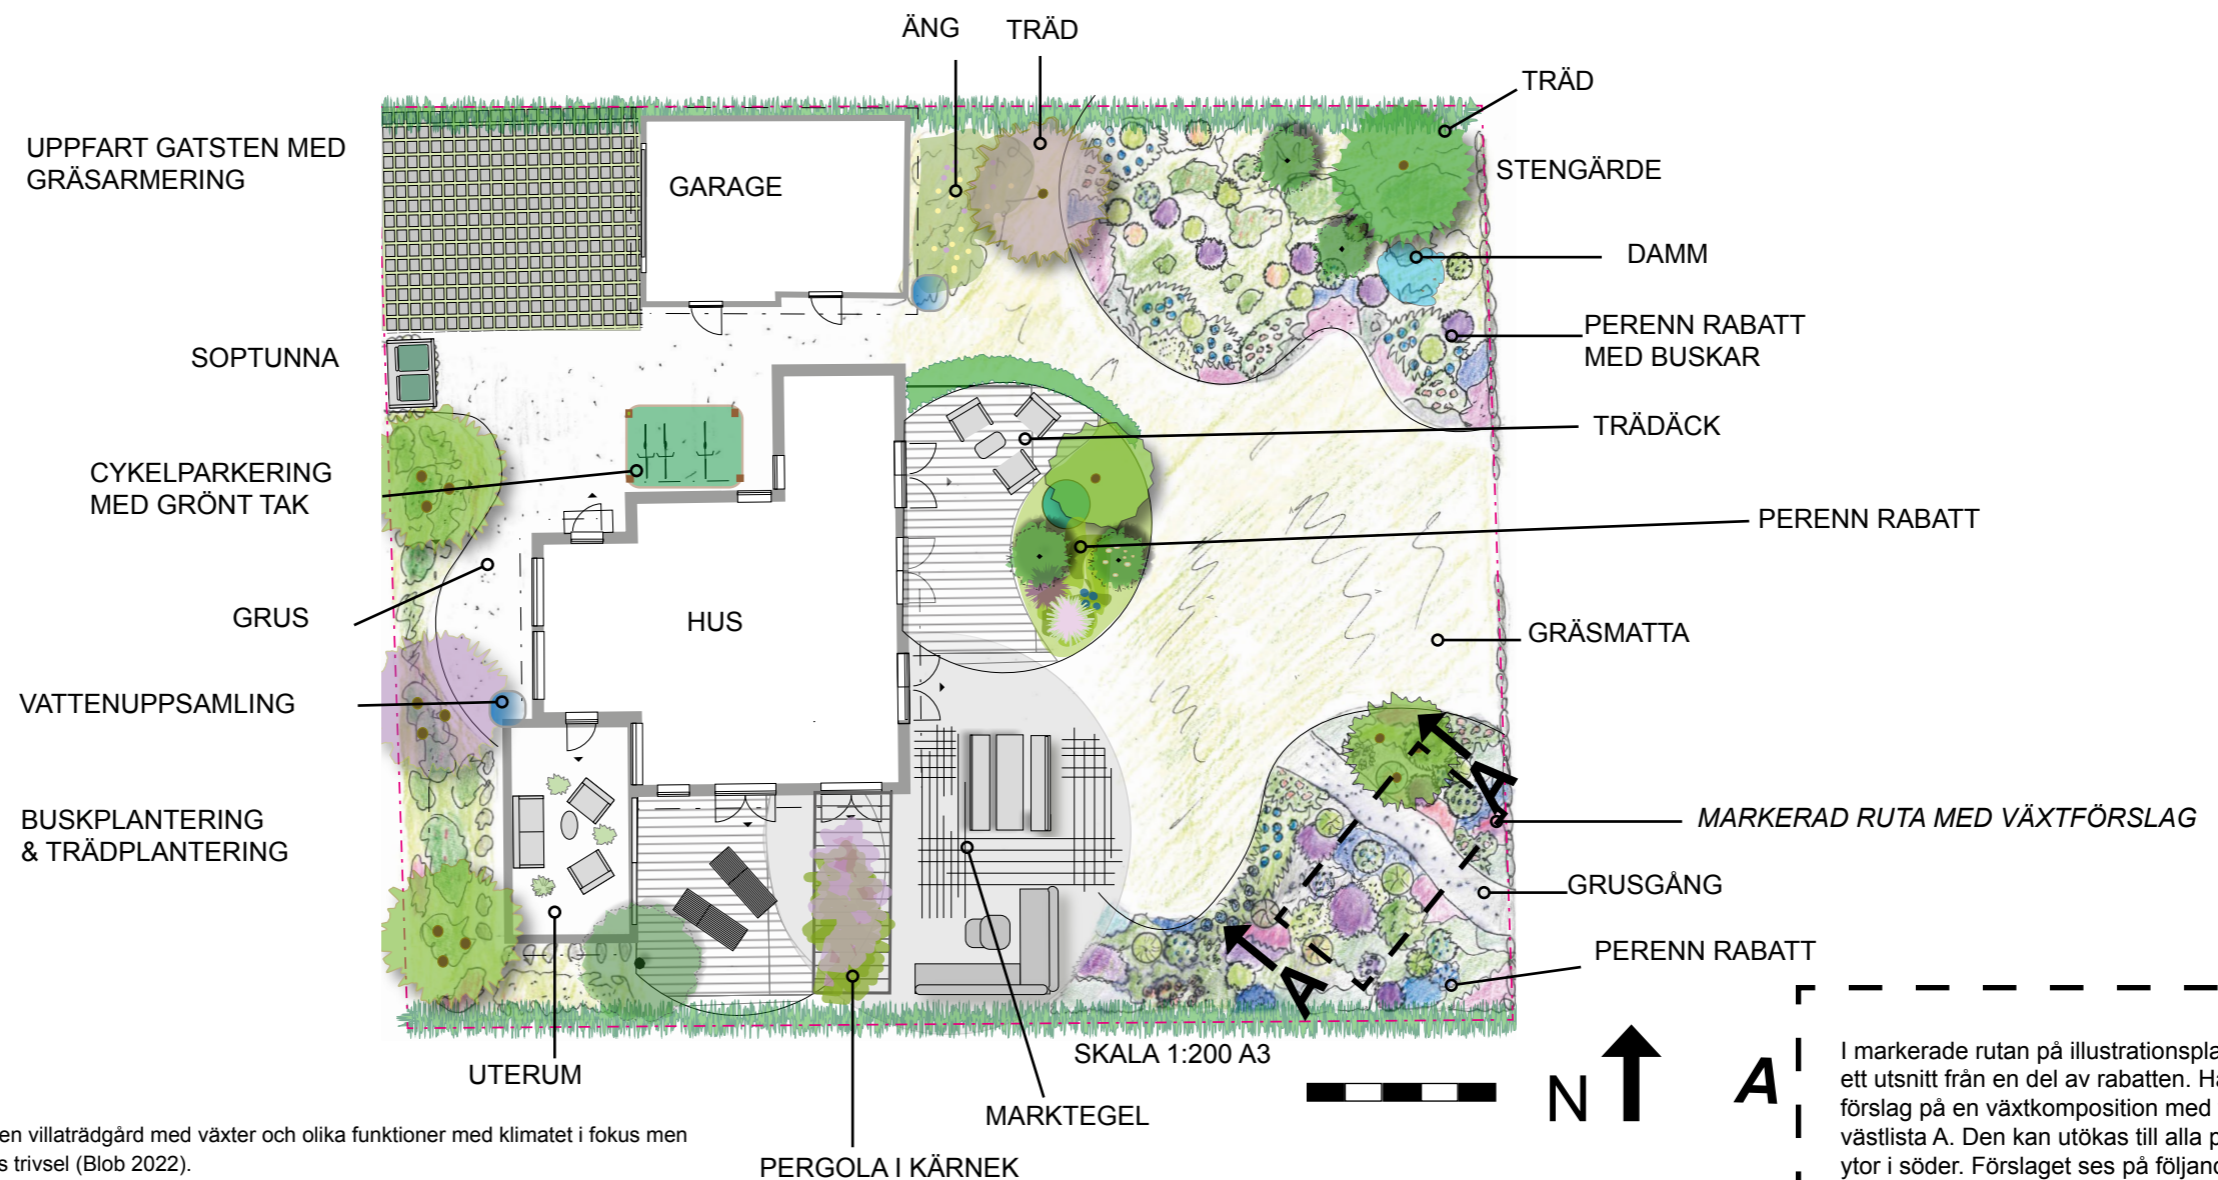 ÄNG
TRÄD
TRÄD
UPPFART GATSTEN MED
GRÄSARMERING
GARAGE
STENGÄRDE
DAMM
PERENN RABATT
MED BUSKAR
SOPTUNNA
TRÄDÄCK
CYKELPARKERING
MED GRÖNT TAK
PERENN RABATT
GRUS
HUS
GRÄSMATTA
VATTENUPPSAMLING
A
BUSKPLANTERING
& TRÄDPLANTERING
MARKERAD RUTA MED VÄXTFÖRSLAG
GRUSGÅNG
PERENN RABATT
A
SKALA 1:200 A3
UTERUM
N
A
MARKTEGEL
PERGOLA I KÄRNEK
en villaträdgård med växter och olika funktioner med klimatet i fokus men
s trivsel (Blob 2022).
I markerade rutan på illustrationspla
ett utsnitt från en del av rabatten. Hä
förslag på en växtkomposition med
västlista A. Den kan utökas till alla p
ytor i söder. Förslaget ses på följand